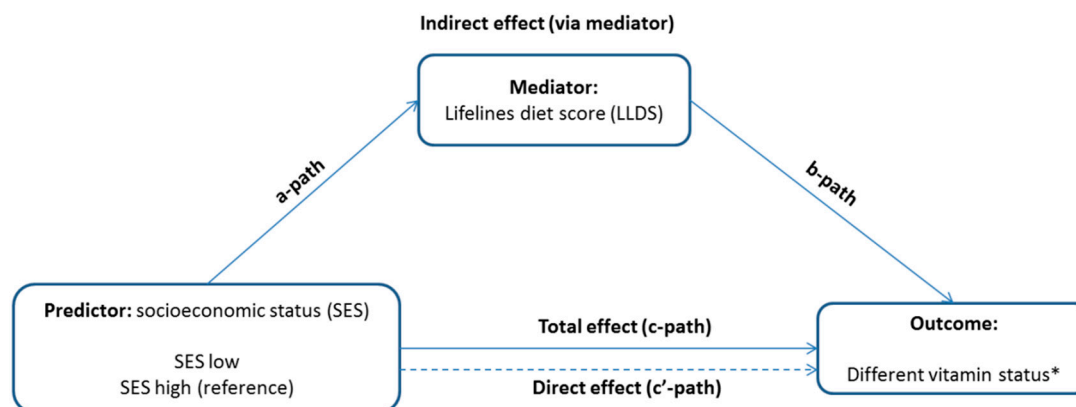 Indirect effect (via mediator)
Mediator:
Lifelines diet score (LLDS)
a-path
b-path
Predictor: socioeconomic status (SES)
SES low
SES high (reference)
Total effect (c-path)
Direct effect (c’-path)
Outcome:
Different vitamin status*